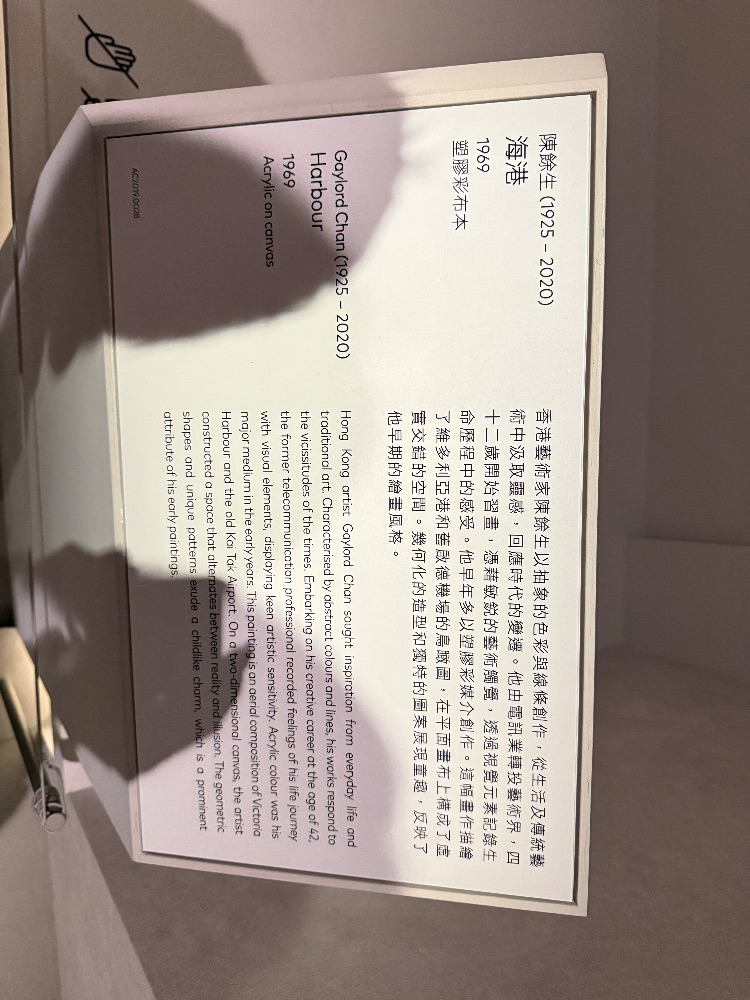 陳餘生 (1925 – 2020)
海港
1969
塑膠彩布本
香港藝術家陳餘生以抽象的色彩與線條創作，從生活及傳統藝
術中汲取靈感，回應時代的變遷。他由電訊業轉投藝術界，四
十二歲開始習畫，憑藉敏銳的藝術觸覺，透過視覺元素記錄生
命歷程中的感受。他早年多以塑膠彩媒介創作。這幅畫作描繪
了維多利亞港和舊啟德機場的鳥瞰圖，在平面畫布上構成了虛
實交錯的空間。幾何化的造型和獨特的圖案展現童趣，反映了
他早期的繪畫風格。
Gaylord Chan (1925 – 2020)
Harbour
1969
Acrylic on canvas
Hong Kong artist Gaylord Chan sought inspiration from everyday life and
traditional art. Characterised by abstract colours and lines, his works respond to
the vicissitudes of the times. Embarking on his creative career at the age of 42,
the former telecommunication professional recorded feelings of his life journey
with visual elements, displaying keen artistic sensitivity. Acrylic colour was his
major medium in the early years. This painting is an aerial composition of Victoria
Harbour and the old Kai Tak Airport. On a two-dimensional canvas, the artist
constructed a space that alternates between reality and illusion. The geometric
shapes and unique patterns exude a childlike charm, which is a prominent
attribute of his early paintings.
AC2019.0028